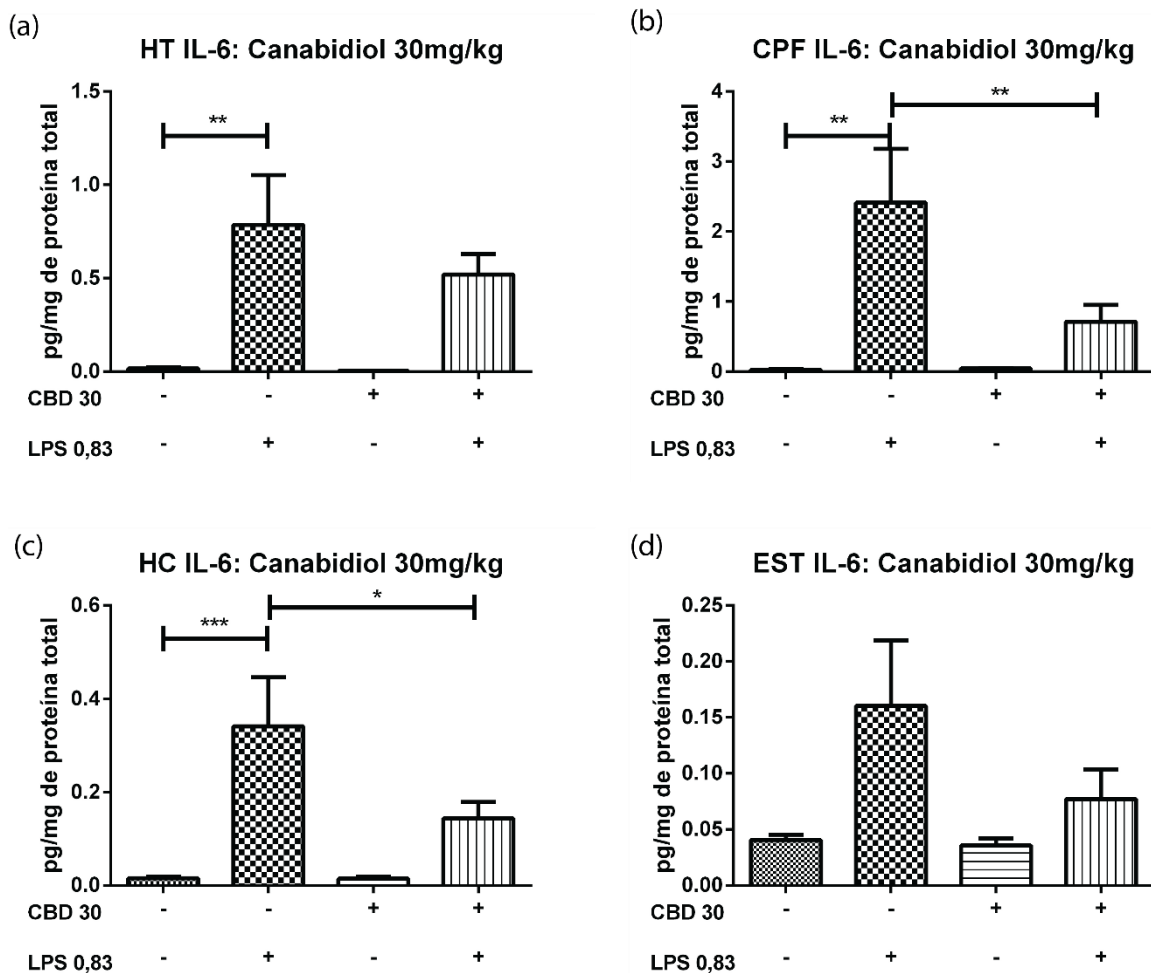 (a)
HT IL-6: Canabidiol 30mg/kg
pg/mg de proteína total
1.5
1.0
0.5
0.0
**
CBD 30 - - + +
LPS 0,83 - + - +
(b)
CPF IL-6: Canabidiol 30mg/kg
pg/mg de proteína total
4
3
2
1
0
**
**
CBD 30 - - + +
LPS 0,83 - + - +
(c)
HC IL-6: Canabidiol 30mg/kg
pg/mg de proteína total
0.6
0.4
0.2
0.0
***
*
CBD 30 - - + +
LPS 0,83 - + - +
(d)
EST IL-6: Canabidiol 30mg/kg
pg/mg de proteína total
0.25
0.20
0.15
0.10
0.05
0.00
CBD 30 - - + +
LPS 0,83 - + - +